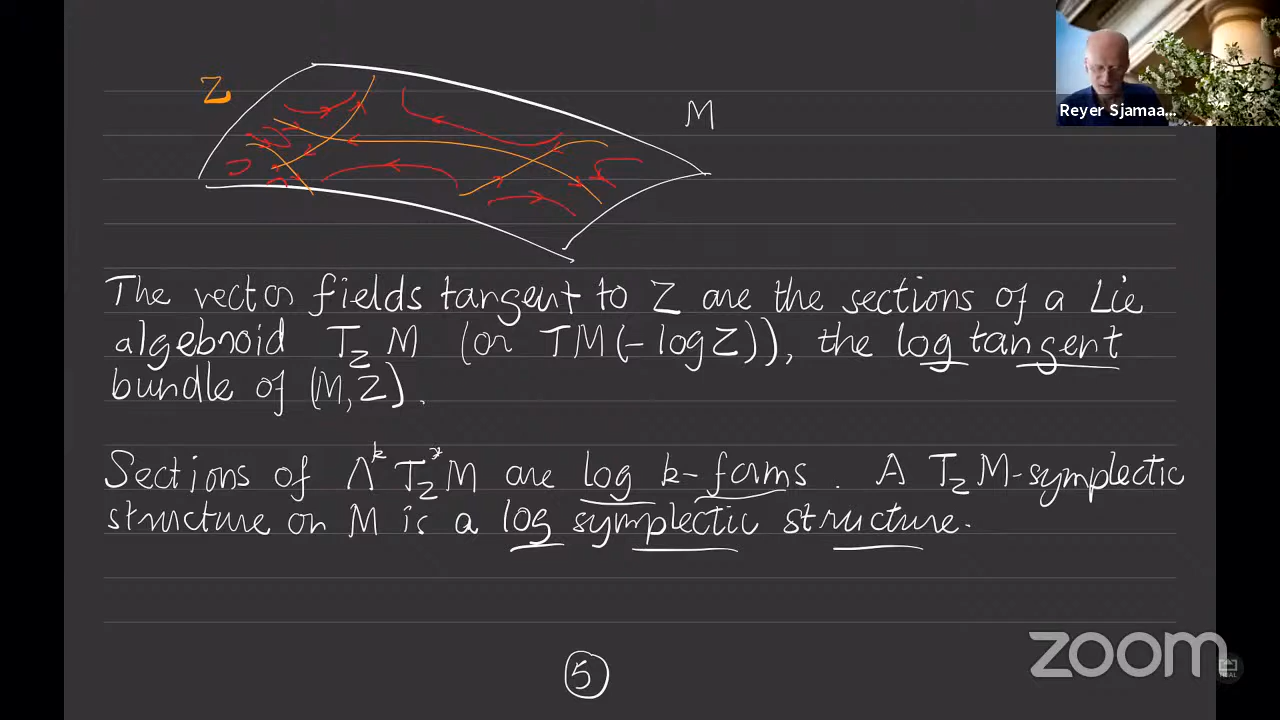 Z
M
Reyer Sjamaa...
The vector fields tangent to Z are the sections of a Lie
algebroid T_Z M (or TM(-log Z)), the log tangent
bundle of (M, Z).
Sections of Λ^k T_Z^* M are log k-forms. A T_Z M-symplectic
structure on M is a log symplectic structure.
zoom
5